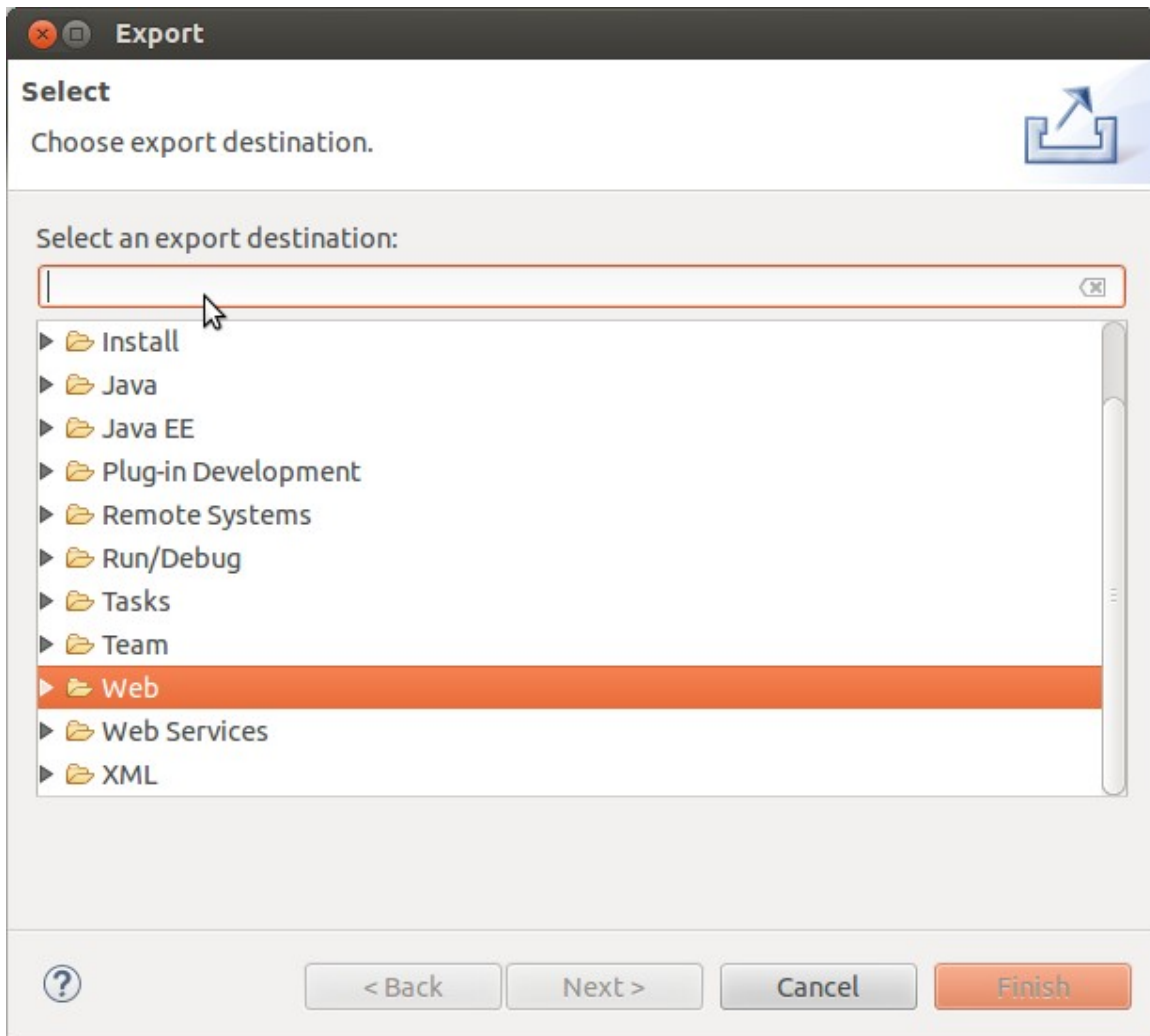 Export
Select
Choose export destination.
Select an export destination:
Install
Java
Java EE
Plug-in Development
Remote Systems
Run/Debug
Tasks
Team
Web
Web Services
XML
?
< Back Next > Cancel Finish